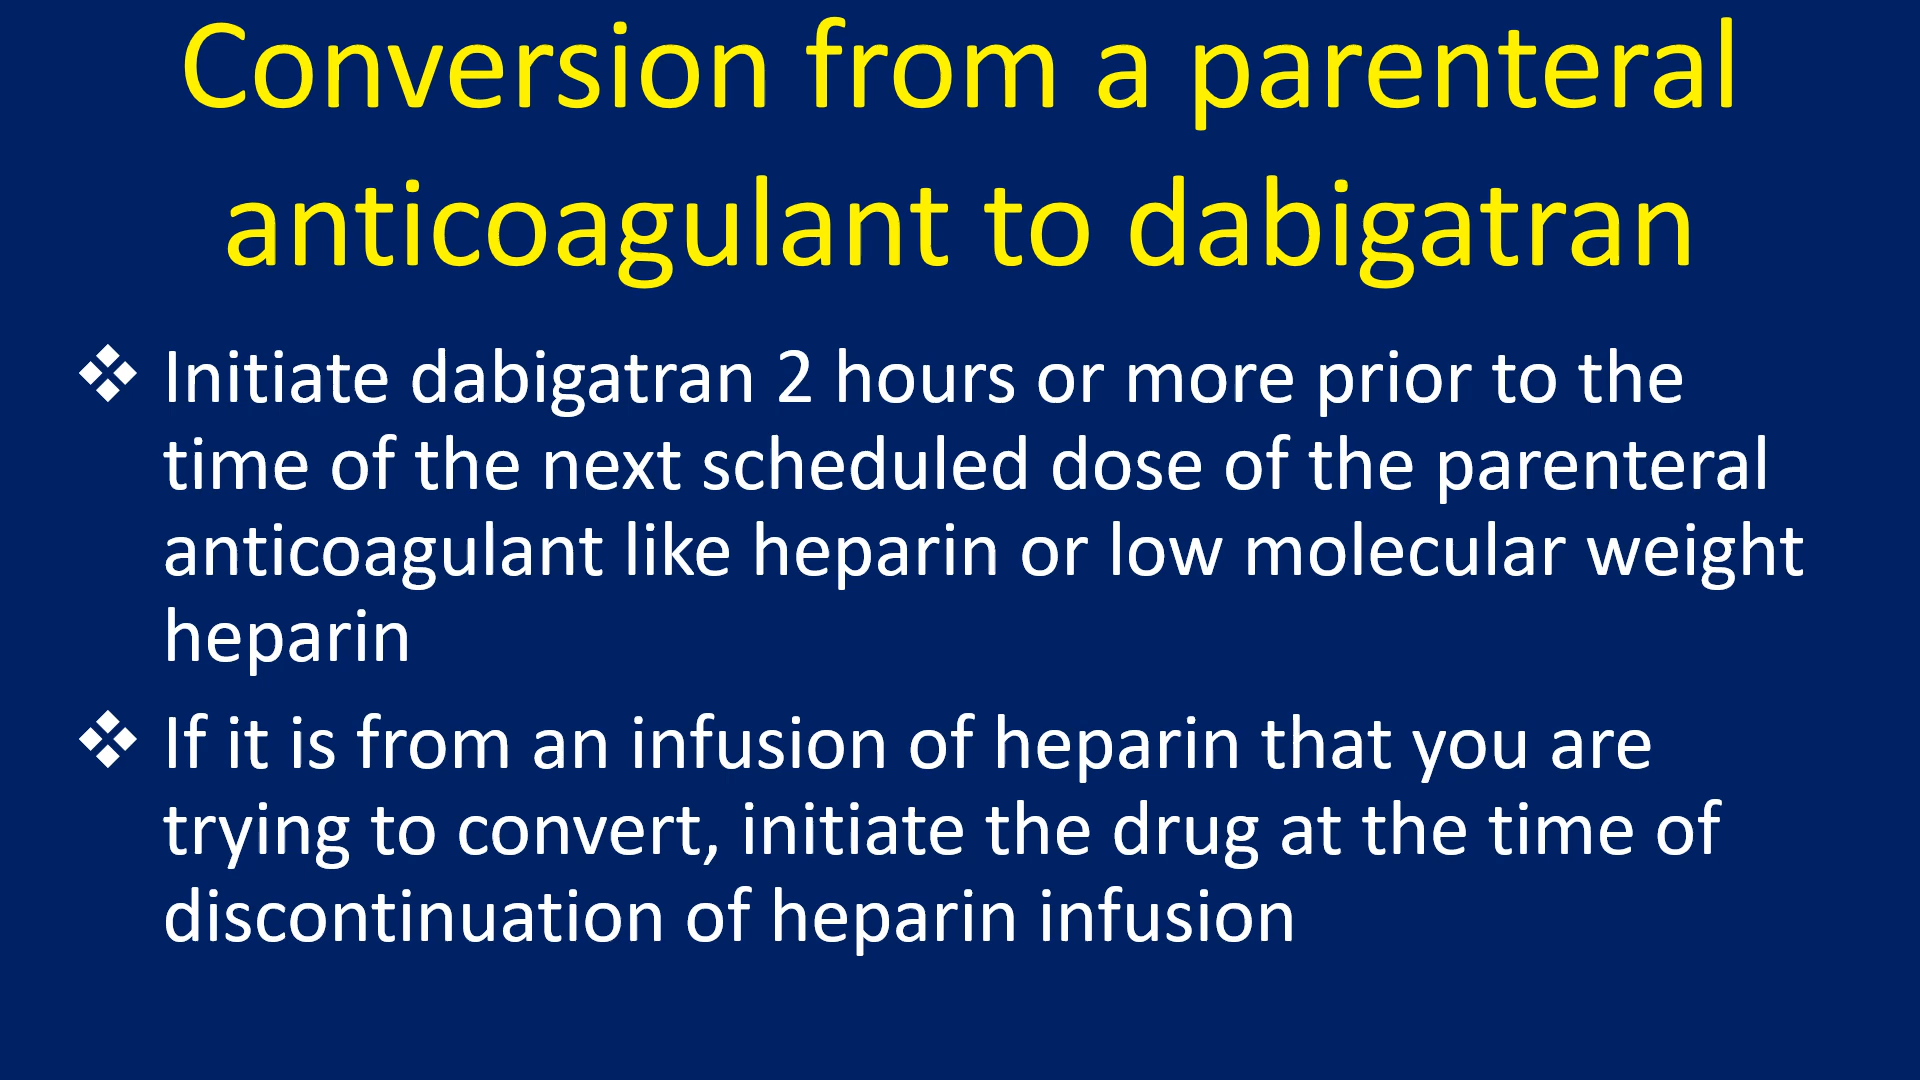 Conversion from a parenteral
anticoagulant to dabigatran
❖ Initiate dabigatran 2 hours or more prior to the
time of the next scheduled dose of the parenteral
anticoagulant like heparin or low molecular weight
heparin
❖ If it is from an infusion of heparin that you are
trying to convert, initiate the drug at the time of
discontinuation of heparin infusion